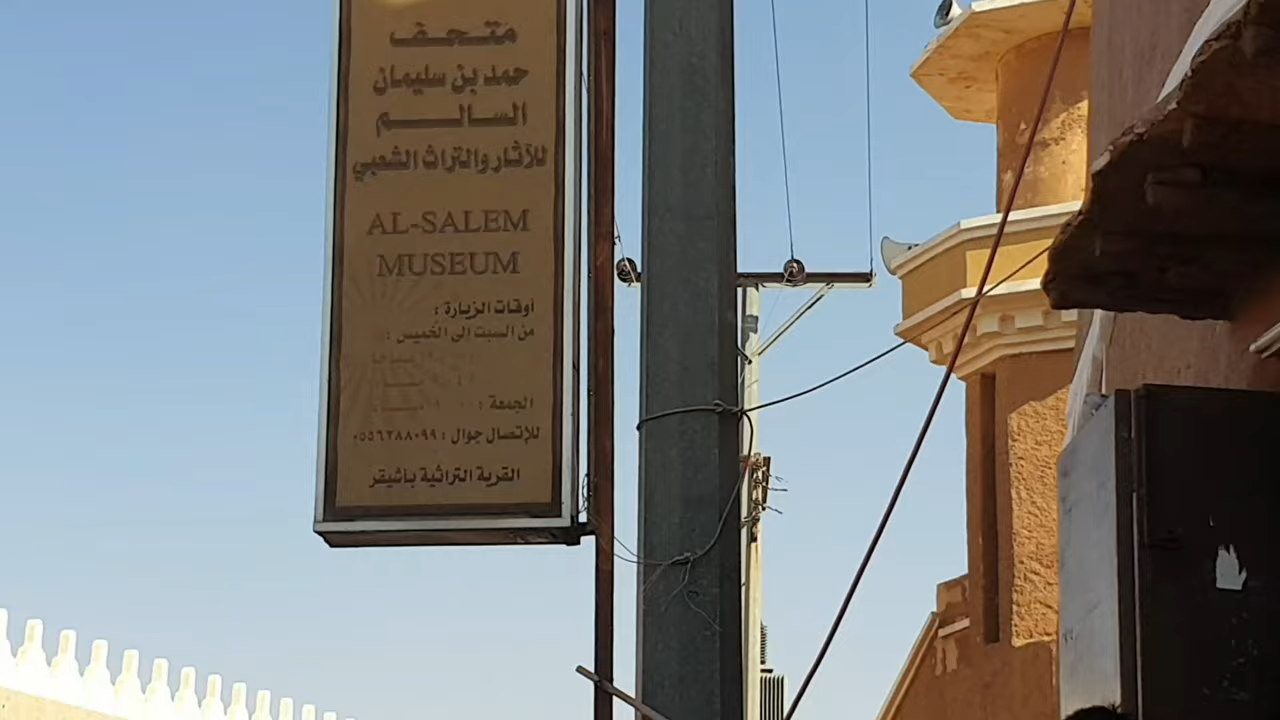 متحف
حمد بن سليمان
السالم
للآثار والتراث الشعبي
AL-SALEM
MUSEUM
أوقات الزيارة :
من السبت الى الخميس :
الجمعة :
للإتصال جوال : ٠٥٥٦٢٨٨٠٩٩
القرية التراثية باشيقر